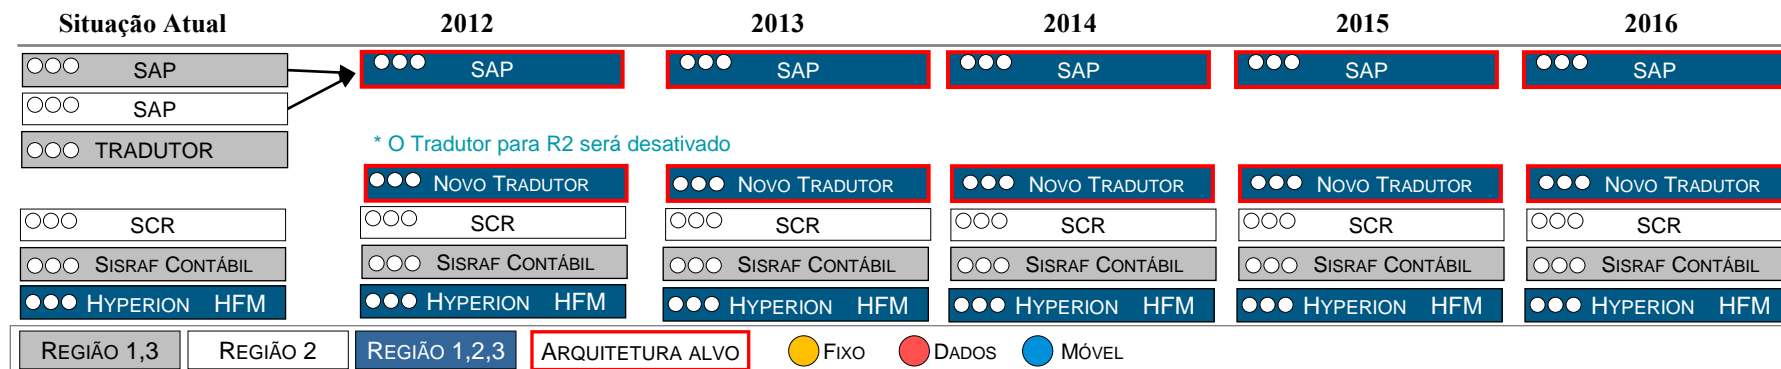 Situação Atual 2012 2013 2014 2015 2016
SAP SAP SAP SAP SAP SAP
SAP
TRADUTOR
* O Tradutor para R2 será desativado
NOVO TRADUTOR NOVO TRADUTOR NOVO TRADUTOR NOVO TRADUTOR NOVO TRADUTOR
SCR SCR SCR SCR SCR SCR
SISRAF CONTÁBIL SISRAF CONTÁBIL SISRAF CONTÁBIL SISRAF CONTÁBIL SISRAF CONTÁBIL SISRAF CONTÁBIL
HYPERION HFM HYPERION HFM HYPERION HFM HYPERION HFM HYPERION HFM HYPERION HFM
REGIÃO 1,3 REGIÃO 2 REGIÃO 1,2,3 ARQUITETURA ALVO FIXO DADOS MÓVEL